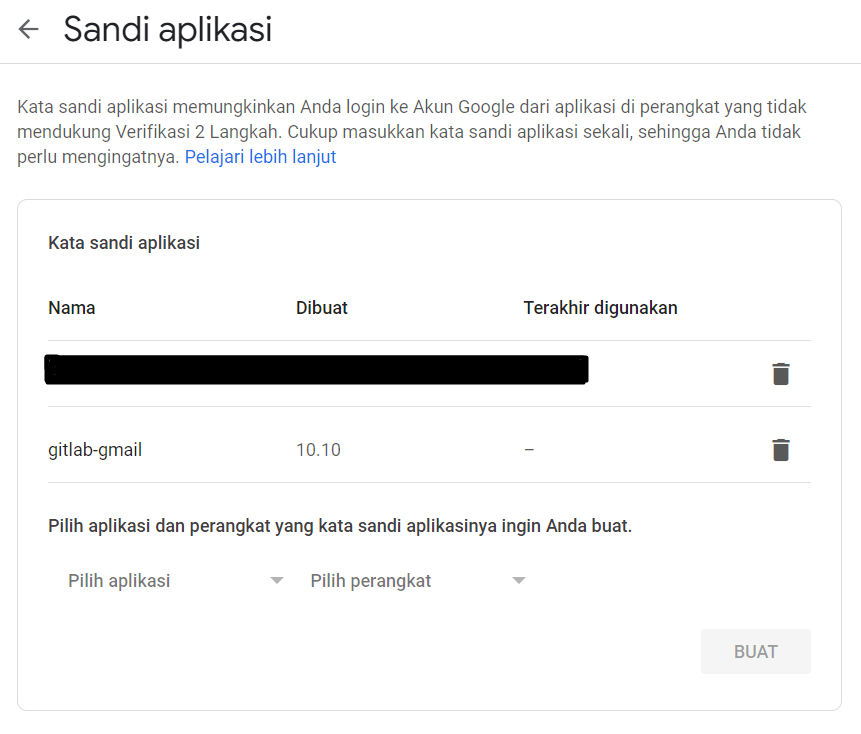 Sandi aplikasi
Kata sandi aplikasi memungkinkan Anda login ke Akun Google dari aplikasi di perangkat yang tidak
mendukung Verifikasi 2 Langkah. Cukup masukkan kata sandi aplikasi sekali, sehingga Anda tidak
perlu mengingatnya. Pelajari lebih lanjut
Kata sandi aplikasi
Nama Dibuat Terakhir digunakan
gitlab-gmail 10.10 –
Pilih aplikasi dan perangkat yang kata sandi aplikasinya ingin Anda buat.
Pilih aplikasi Pilih perangkat
BUAT